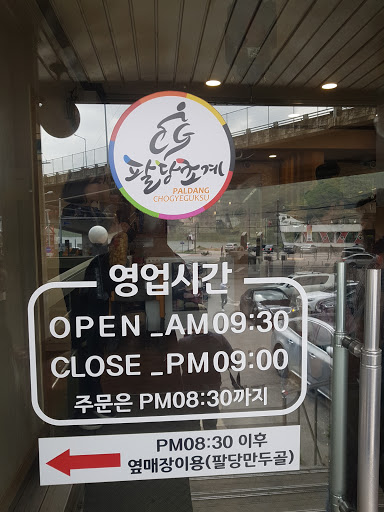 팔당초계
PALDANG
CHOGYEGUKSU
영업시간
OPEN _AM09:30
CLOSE _PM09:00
주문은 PM08:30까지
PM08:30 이후
옆매장이용(팔당만두골)